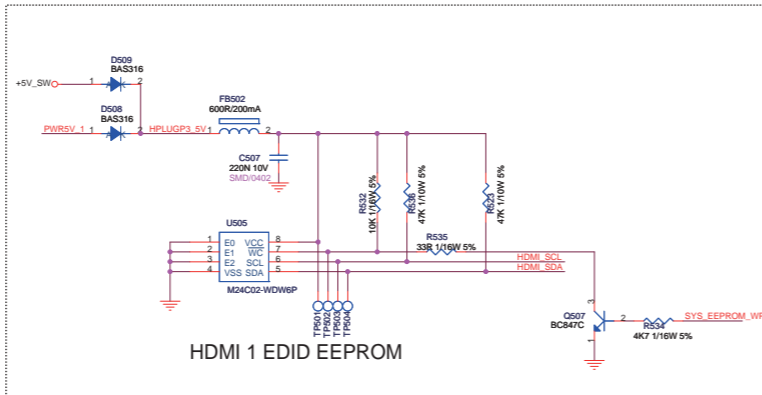 D509
BAS316
+5V_SW
1
2
D508
BAS316
PWR5V_1
1
2
HPLUGP3_5V
1
FB502
600R/200mA
2
C507
220N 10V
SMD/0402
R532
10K 1/16W 5%
R536
47K 1/10W 5%
R523
47K 1/10W 5%
U505
1 E0 VCC 8
2 E1 WC 7
3 E2 SCL 6
4 VSS SDA 5
M24C02-WDW6P
R535
33R 1/16W 5%
HDMI_SCL
HDMI_SDA
TP501
TP502
TP503
TP504
Q507
BC847C
3
2
1
R534
4K7 1/16W 5%
HDMI 1 EDID EEPROM